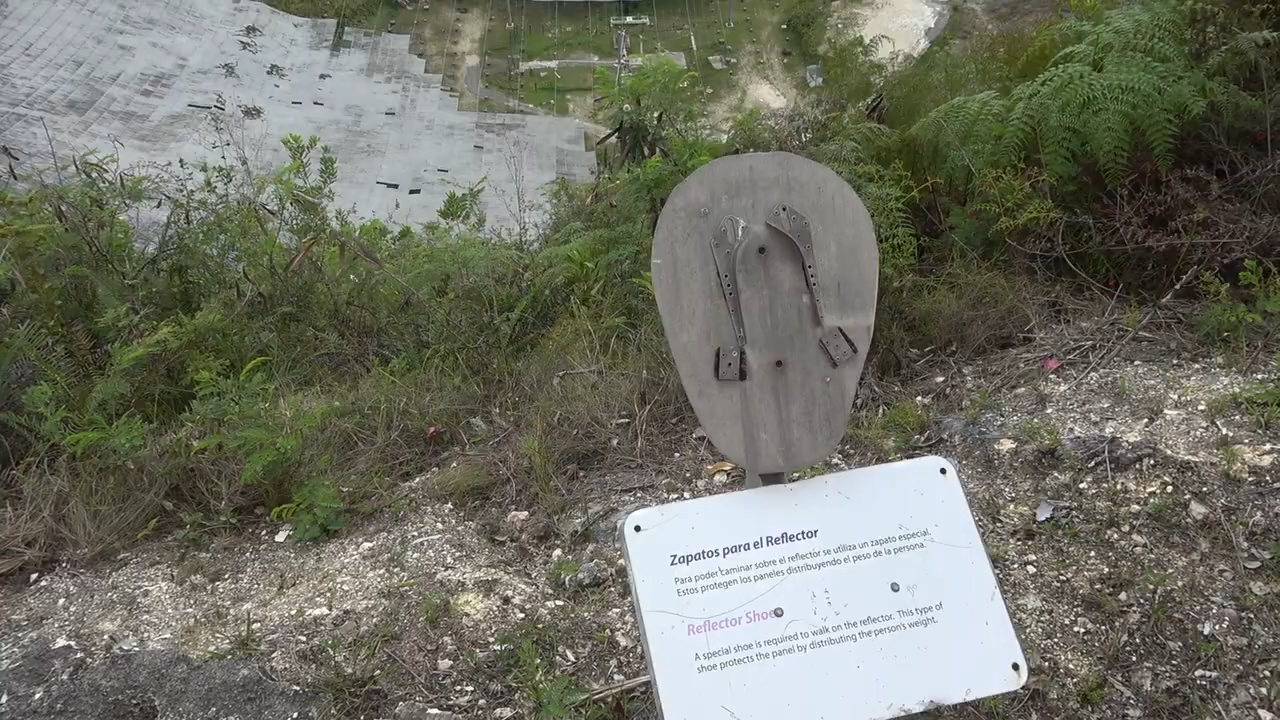 Zapatos para el Reflector
Para poder caminar sobre el reflector se utiliza un zapato especial.
Estos protegen los paneles distribuyendo el peso de la persona.
Reflector Shoe
A special shoe is required to walk on the reflector. This type of
shoe protects the panel by distributing the person's weight.